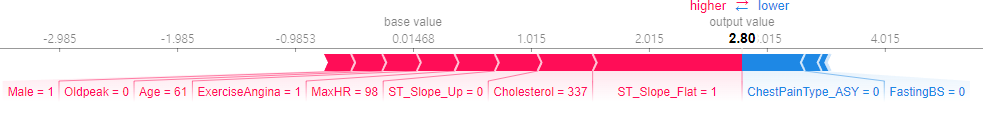 higher ⇄ lower
base value output value
-2.985 -1.985 -0.9853 0.01468 1.015 2.015 2.80 3.015 4.015
Male = 1 Oldpeak = 0 Age = 61 ExerciseAngina = 1 MaxHR = 98 ST_Slope_Up = 0 Cholesterol = 337 ST_Slope_Flat = 1 ChestPainType_ASY = 0 FastingBS = 0